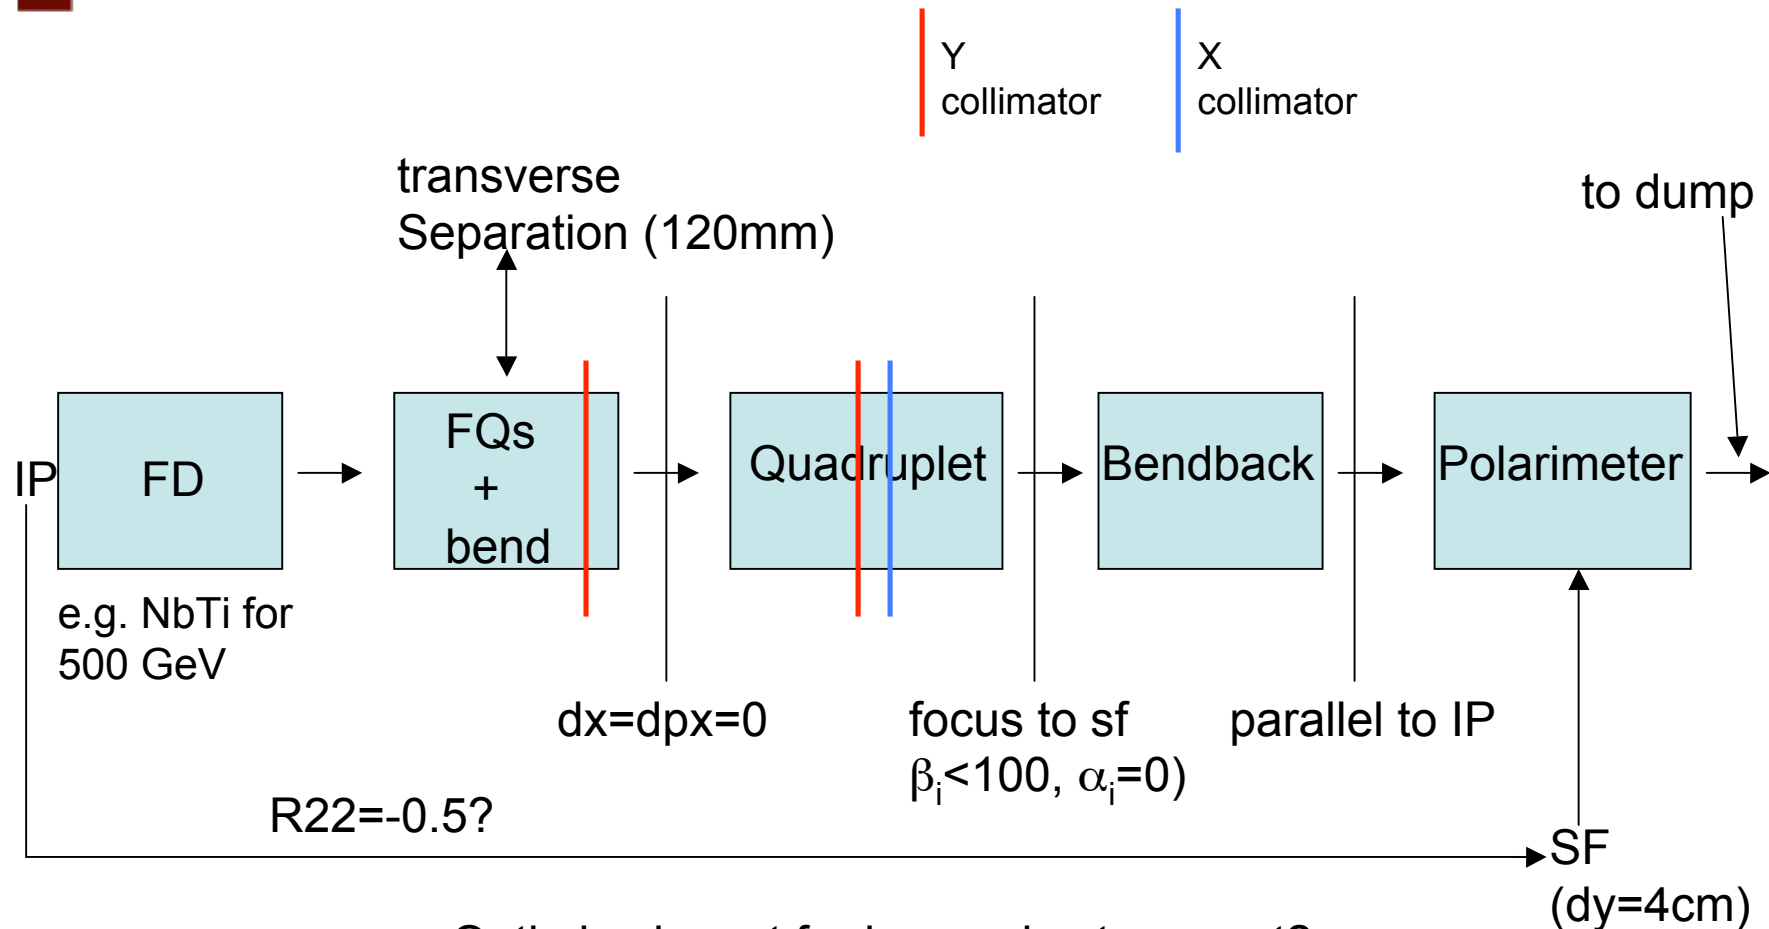 Y
collimator
X
collimator
transverse
Separation (120mm)
to dump
IP
FD
FQs
+
bend
Quadruplet
Bendback
Polarimeter
e.g. NbTi for
500 GeV
dx=dpx=0
focus to sf
βi<100, αi=0)
parallel to IP
R22=-0.5?
SF
(dy=4cm)